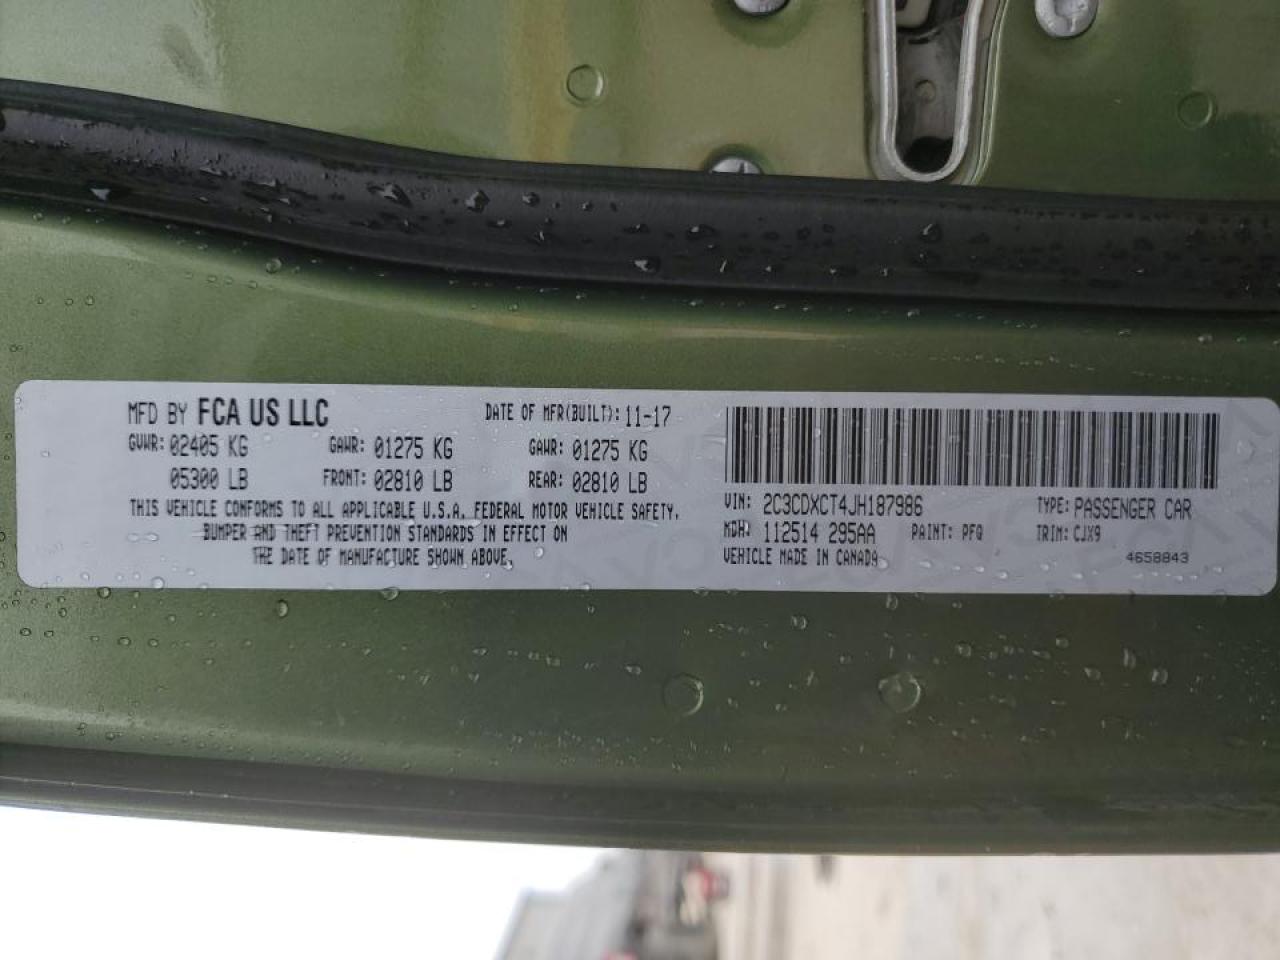 MFD BY FCA US LLC DATE OF MFR(BUILT): 11-17
GVWR: 02405 KG GAWR: 01275 KG GAWR: 01275 KG
05300 LB FRONT: 02810 LB REAR: 02810 LB
THIS VEHICLE CONFORMS TO ALL APPLICABLE U.S.A. FEDERAL MOTOR VEHICLE SAFETY,
BUMPER AND THEFT PREVENTION STANDARDS IN EFFECT ON
THE DATE OF MANUFACTURE SHOWN ABOVE.
VIN: 2C3CDXCT4JH187986 TYPE: PASSENGER CAR
MDH: 112514 295AA PAINT: PFQ TRIM: CJX9
VEHICLE MADE IN CANADA 4658843